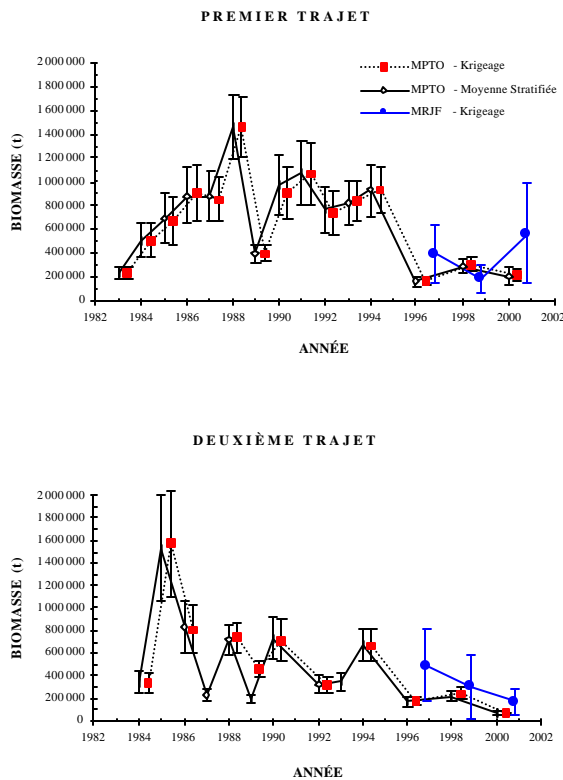 PREMIER TRAJET
2 000 000
1 800 000
1 600 000
1 400 000
1 200 000
1 000 000
800 000
600 000
400 000
200 000
0
BIOMASSE (t)
MPTO - Krigeage
MPTO - Moyenne Stratifiée
MRJF - Krigeage
1982 1984 1986 1988 1990 1992 1994 1996 1998 2000 2002
ANNÉE
DEUXIÈME TRAJET
2 000 000
1 800 000
1 600 000
1 400 000
1 200 000
1 000 000
800 000
600 000
400 000
200 000
0
BIOMASSE (t)
1982 1984 1986 1988 1990 1992 1994 1996 1998 2000 2002
ANNÉE